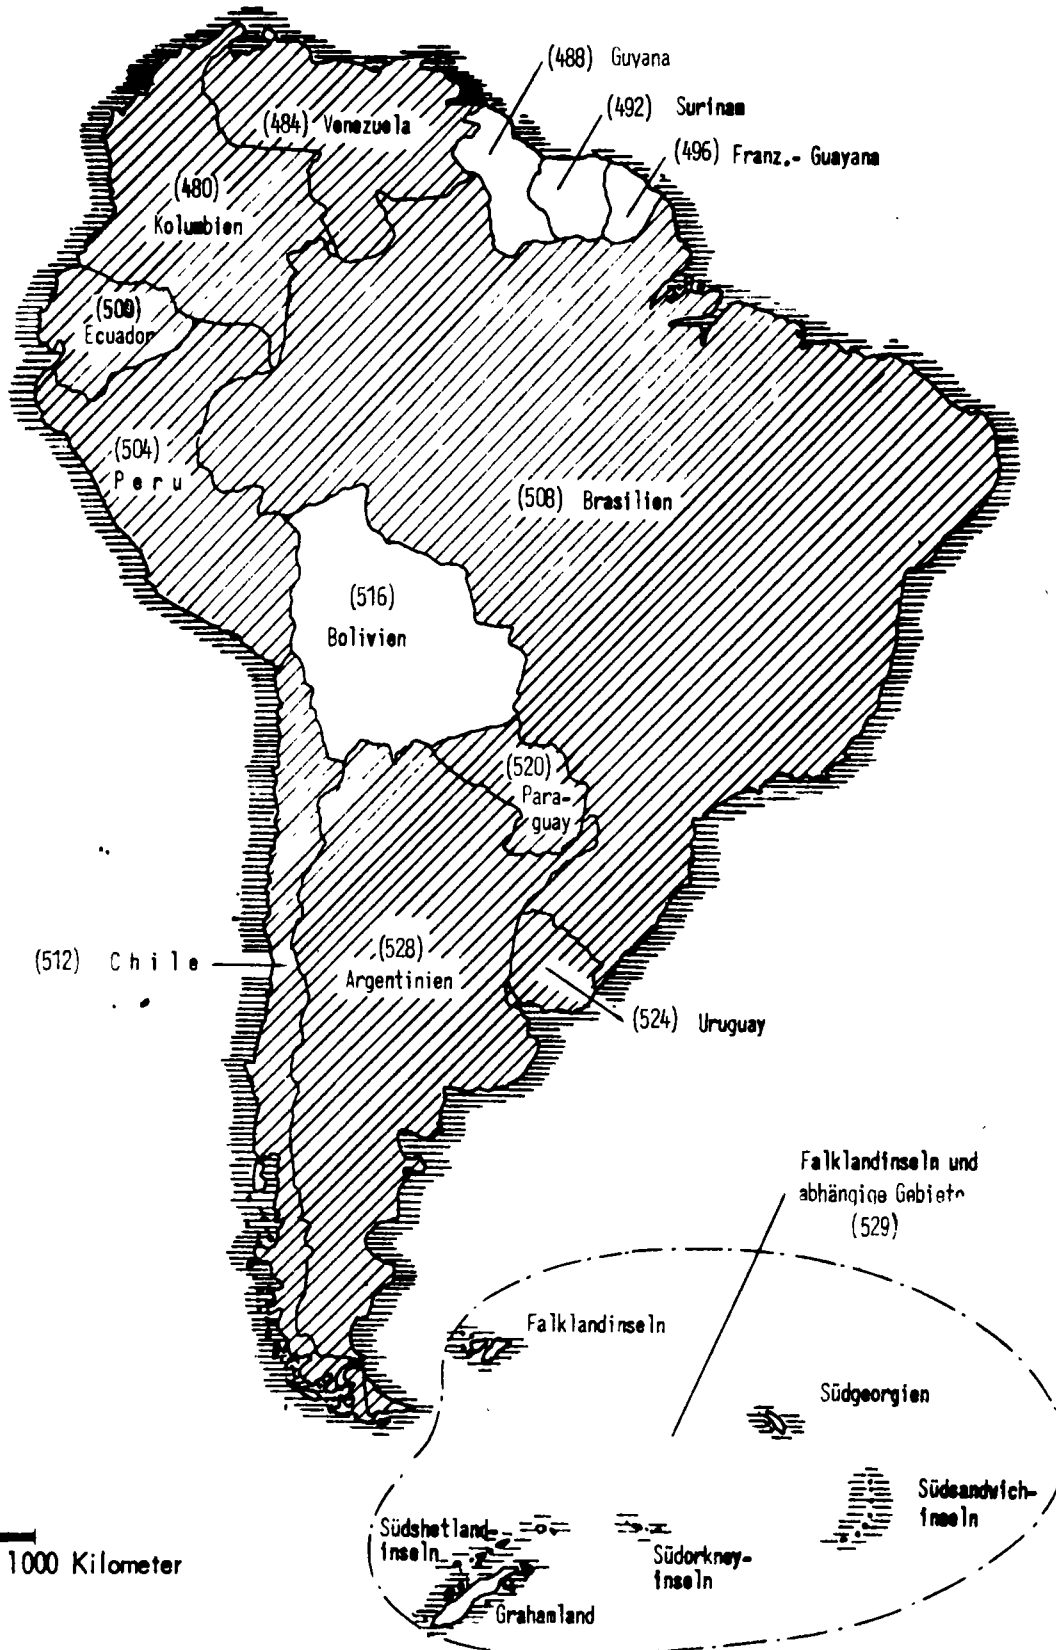 (488) Guyana
(492) Surinam
(496) Franz.- Guayana
(484) Venezuela
(480)
Kolumbien
(500)
Ecuador
(504)
Peru
(508) Brasilien
(516)
Bolivien
(520)
Para-
guay
(512) Chile
(528)
Argentinien
(524) Uruguay
Falklandinseln und
abhängige Gebiete
(529)
Falklandinseln
Südgeorgien
Südsandwich-
inseln
Südshetland-
inseln
Südorkney-
inseln
Grahamland
1000 Kilometer